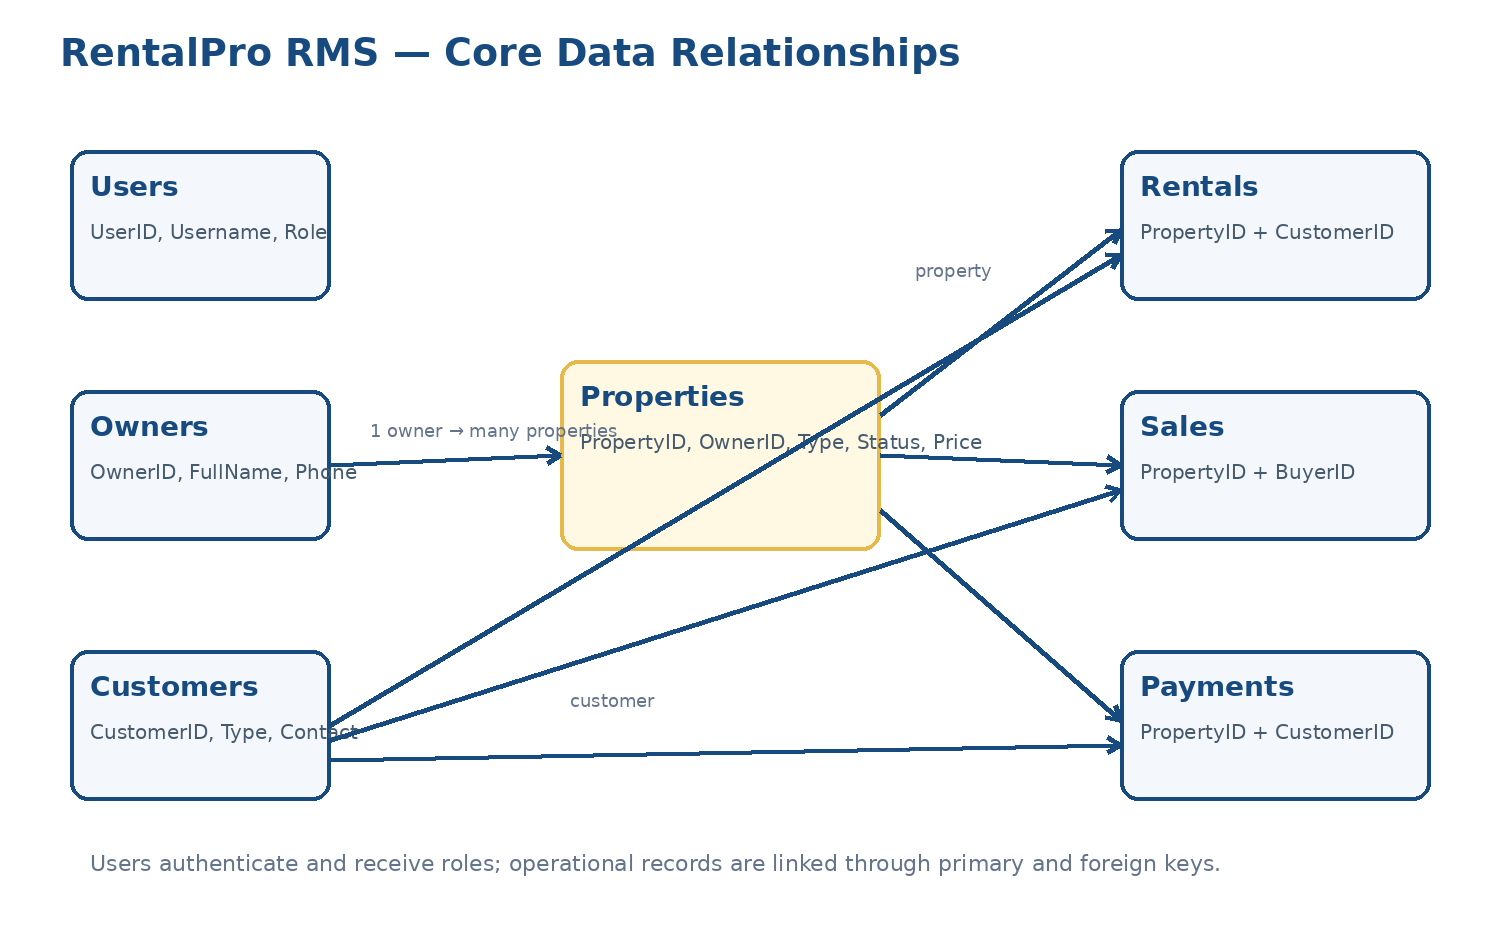 RentalPro RMS — Core Data Relationships
Users
UserID, Username, Role
Rentals
PropertyID + CustomerID
property
Owners
OwnerID, FullName, Phone
1 owner → many properties
Properties
PropertyID, OwnerID, Type, Status, Price
Sales
PropertyID + BuyerID
Customers
CustomerID, Type, Contact
customer
Payments
PropertyID + CustomerID
Users authenticate and receive roles; operational records are linked through primary and foreign keys.